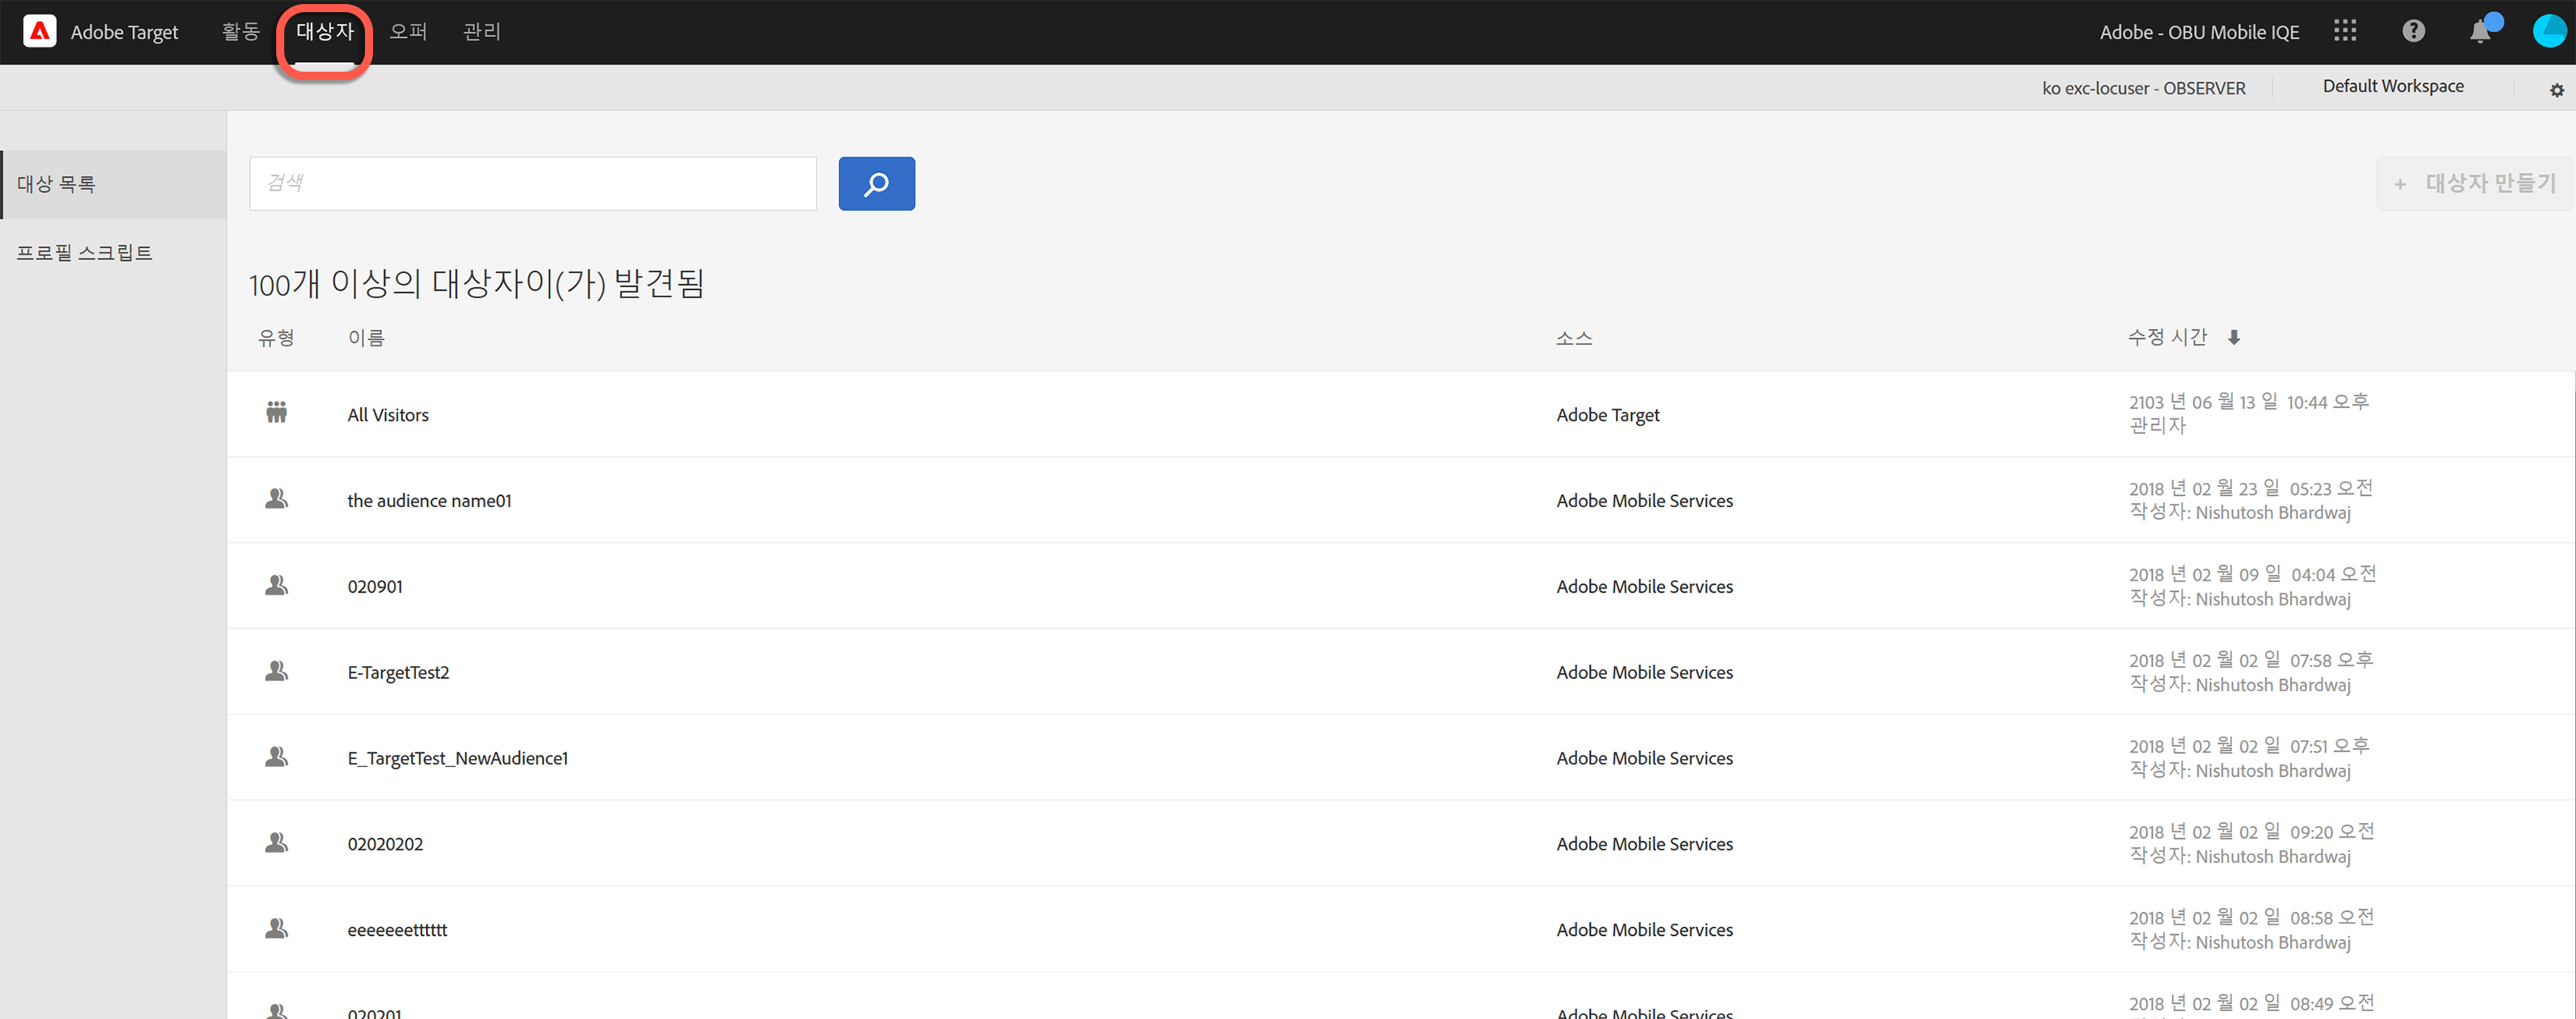 Adobe Target 활동 대상자 오퍼 관리 Adobe - OBU Mobile IQE
ko exc-locuser - OBSERVER Default Workspace
대상 목록
프로필 스크립트
검색
+ 대상자 만들기
100개 이상의 대상자이(가) 발견됨
유형 이름 소스 수정 시간
All Visitors Adobe Target 2103 년 06 월 13 일 10:44 오후
관리자
the audience name01 Adobe Mobile Services 2018 년 02 월 23 일 05:23 오전
작성자: Nishutosh Bhardwaj
020901 Adobe Mobile Services 2018 년 02 월 09 일 04:04 오전
작성자: Nishutosh Bhardwaj
E-TargetTest2 Adobe Mobile Services 2018 년 02 월 02 일 07:58 오후
작성자: Nishutosh Bhardwaj
E_TargetTest_NewAudience1 Adobe Mobile Services 2018 년 02 월 02 일 07:51 오후
작성자: Nishutosh Bhardwaj
02020202 Adobe Mobile Services 2018 년 02 월 02 일 09:20 오전
작성자: Nishutosh Bhardwaj
eeeeeeetttttt Adobe Mobile Services 2018 년 02 월 02 일 08:58 오전
작성자: Nishutosh Bhardwaj
020201 Adobe Mobile Services 2018 년 02 월 02 일 08:49 오전